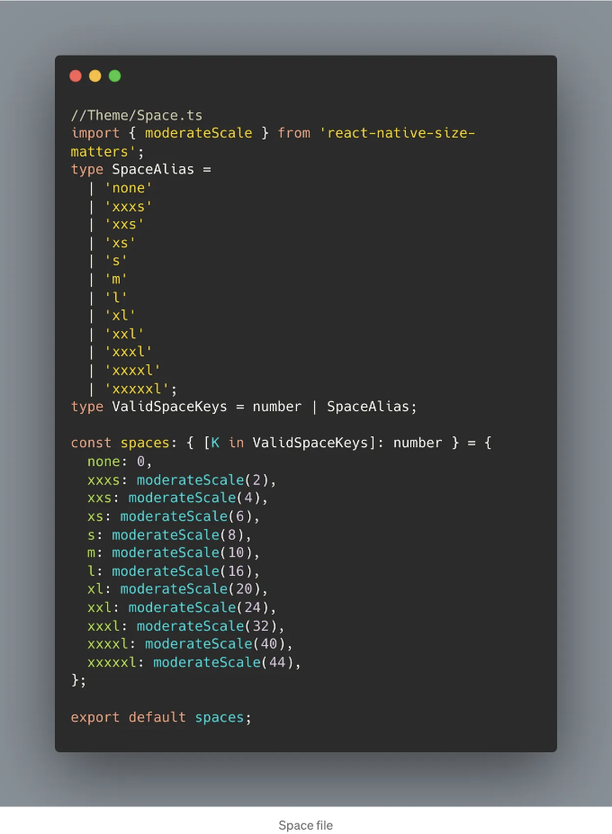 //Theme/Space.ts
import { moderateScale } from 'react-native-size-
matters';
type SpaceAlias =
  | 'none'
  | 'xxxs'
  | 'xxs'
  | 'xs'
  | 's'
  | 'm'
  | 'l'
  | 'xl'
  | 'xxl'
  | 'xxxl'
  | 'xxxxl'
  | 'xxxxxl';
type ValidSpaceKeys = number | SpaceAlias;

const spaces: { [K in ValidSpaceKeys]: number } = {
  none: 0,
  xxxs: moderateScale(2),
  xxs: moderateScale(4),
  xs: moderateScale(6),
  s: moderateScale(8),
  m: moderateScale(10),
  l: moderateScale(16),
  xl: moderateScale(20),
  xxl: moderateScale(24),
  xxxl: moderateScale(32),
  xxxxl: moderateScale(40),
  xxxxxl: moderateScale(44),
};

export default spaces;
Space file